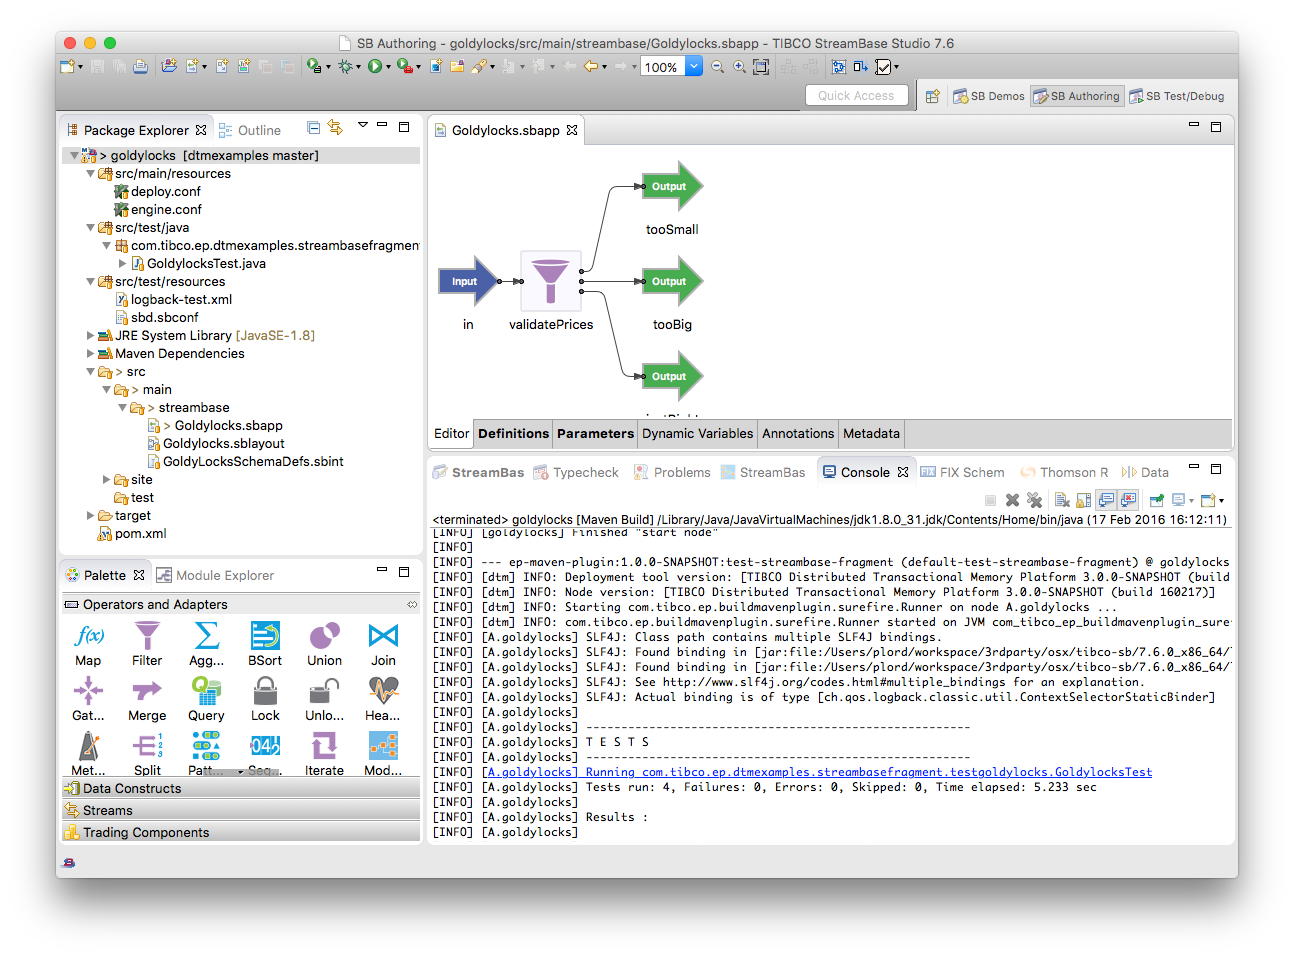 SB Authoring - goldylocks/src/main/streambase/Goldylocks.sbapp - TIBCO StreamBase Studio 7.6
100%
Quick Access
SB Demos
SB Authoring
SB Test/Debug
Package Explorer
Outline
> goldylocks [dtmexamples master]
src/main/resources
deploy.conf
engine.conf
src/test/java
com.tibco.ep.dtmexamples.streambasefragmen
GoldylocksTest.java
src/test/resources
logback-test.xml
sbd.sbconf
JRE System Library [JavaSE-1.8]
Maven Dependencies
> src
> main
> streambase
> Goldylocks.sbapp
Goldylocks.sblayout
GoldyLocksSchemaDefs.sbint
site
test
target
pom.xml
Palette
Module Explorer
Operators and Adapters
f(x)
Map Filter Agg... BSort Union Join
Gat... Merge Query Lock Unlo... Hea...
042
Met... Split Patt... Seq... Iterate Mod...
Data Constructs
Streams
Trading Components
Goldylocks.sbapp
Output
tooSmall
Input
in
validatePrices
Output
tooBig
Output
Editor Definitions Parameters Dynamic Variables Annotations Metadata
StreamBas Typecheck Problems StreamBas Console FIX Schem Thomson R Data
<terminated> goldylocks [Maven Build] /Library/Java/JavaVirtualMachines/jdk1.8.0_31.jdk/Contents/Home/bin/java (17 Feb 2016 16:12:11)
[INFO] [goldylocks] Finished "start node"
[INFO]
[INFO] --- ep-maven-plugin:1.0.0-SNAPSHOT:test-streambase-fragment (default-test-streambase-fragment) @ goldylocks
[INFO] [dtm] INFO: Deployment tool version: [TIBCO Distributed Transactional Memory Platform 3.0.0-SNAPSHOT (build
[INFO] [dtm] INFO: Node version: [TIBCO Distributed Transactional Memory Platform 3.0.0-SNAPSHOT (build 160217)]
[INFO] [dtm] INFO: Starting com.tibco.ep.buildmavenplugin.surefire.Runner on node A.goldylocks ...
[INFO] [dtm] INFO: com.tibco.ep.buildmavenplugin.surefire.Runner started on JVM com_tibco_ep_buildmavenplugin_suref
[INFO] [A.goldylocks] SLF4J: Class path contains multiple SLF4J bindings.
[INFO] [A.goldylocks] SLF4J: Found binding in [jar:file:/Users/plord/workspace/3rdparty/osx/tibco-sb/7.6.0_x86_64/
[INFO] [A.goldylocks] SLF4J: Found binding in [jar:file:/Users/plord/workspace/3rdparty/osx/tibco-sb/7.6.0_x86_64/
[INFO] [A.goldylocks] SLF4J: See http://www.slf4j.org/codes.html#multiple_bindings for an explanation.
[INFO] [A.goldylocks] SLF4J: Actual binding is of type [ch.qos.logback.classic.util.ContextSelectorStaticBinder]
[INFO] [A.goldylocks]
[INFO] [A.goldylocks] -------------------------------------------------------
[INFO] [A.goldylocks] T E S T S
[INFO] [A.goldylocks] -------------------------------------------------------
[INFO] [A.goldylocks] Running com.tibco.ep.dtmexamples.streambasefragment.testgoldylocks.GoldylocksTest
[INFO] [A.goldylocks] Tests run: 4, Failures: 0, Errors: 0, Skipped: 0, Time elapsed: 5.233 sec
[INFO] [A.goldylocks]
[INFO] [A.goldylocks] Results :
[INFO] [A.goldylocks]